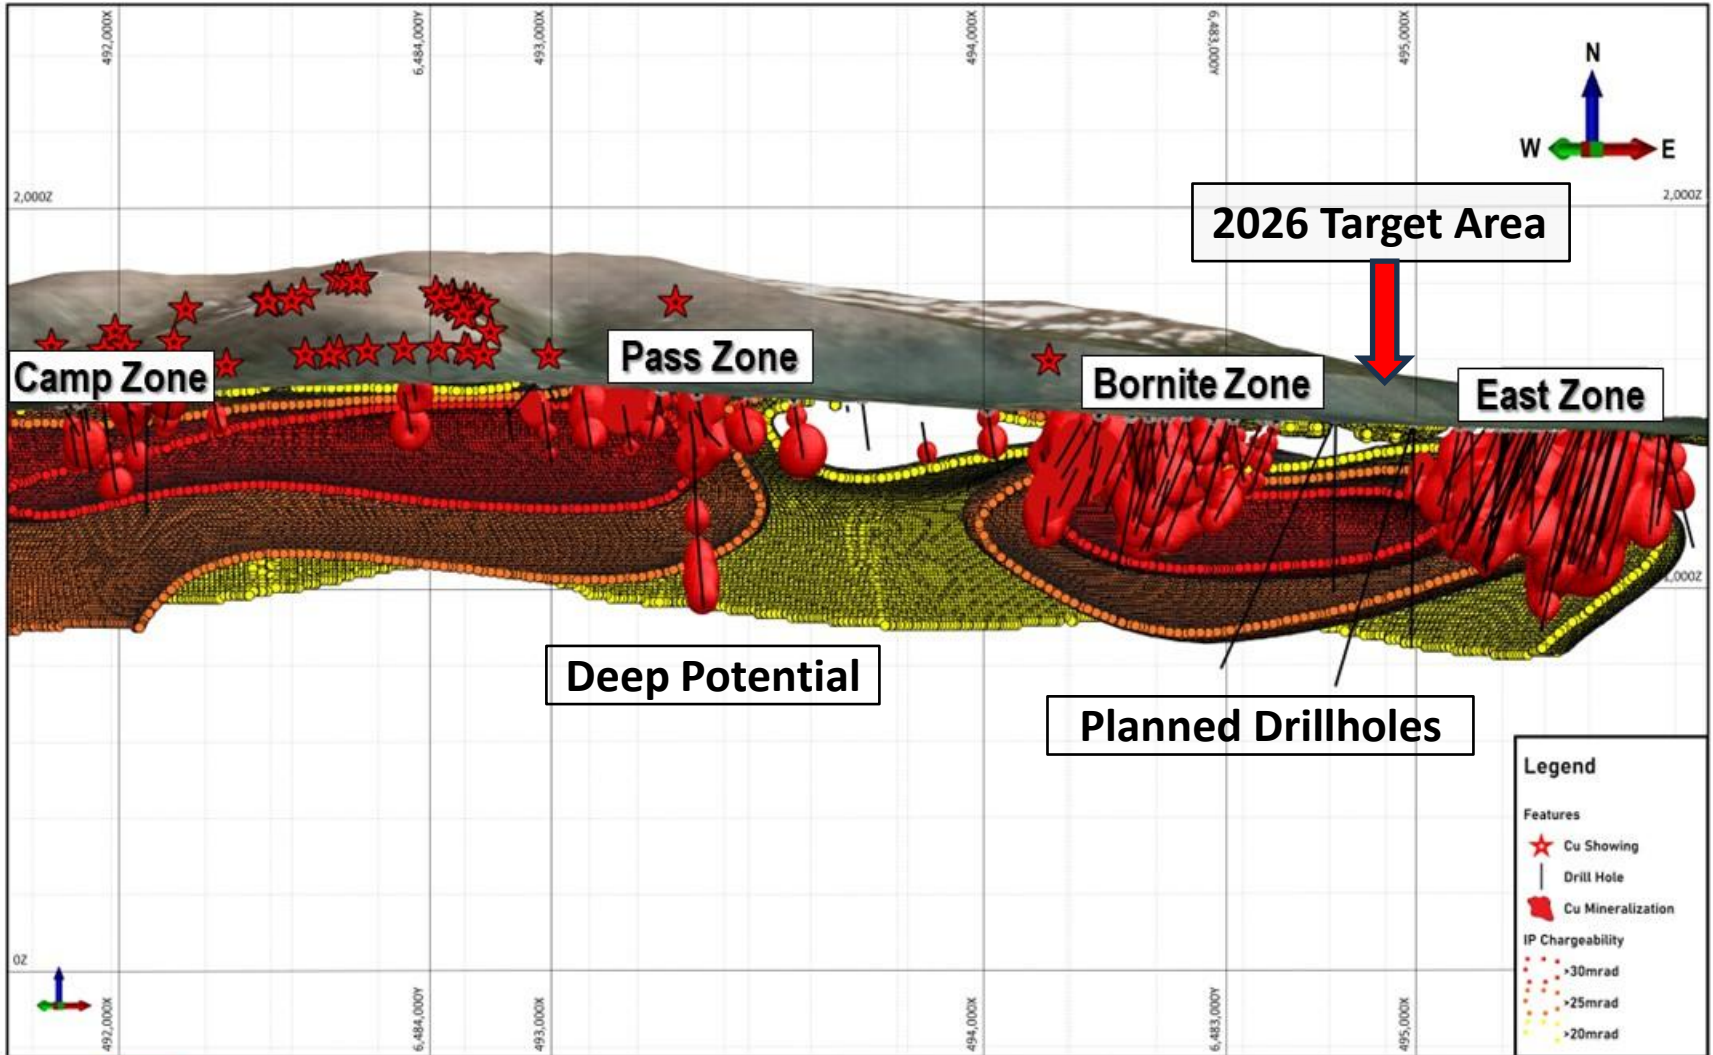 492,000X
6,484,000Y
493,000X
494,000X
6,483,000Y
495,000X
N
W
E
2,000Z
2,000Z
2026 Target Area
Camp Zone
Pass Zone
Bornite Zone
East Zone
1,000Z
Deep Potential
Planned Drillholes
Legend
Features
Cu Showing
Drill Hole
Cu Mineralization
IP Chargeability
>30mrad
>25mrad
>20mrad
0Z
492,000X
6,484,000Y
493,000X
494,000X
6,483,000Y
495,000X